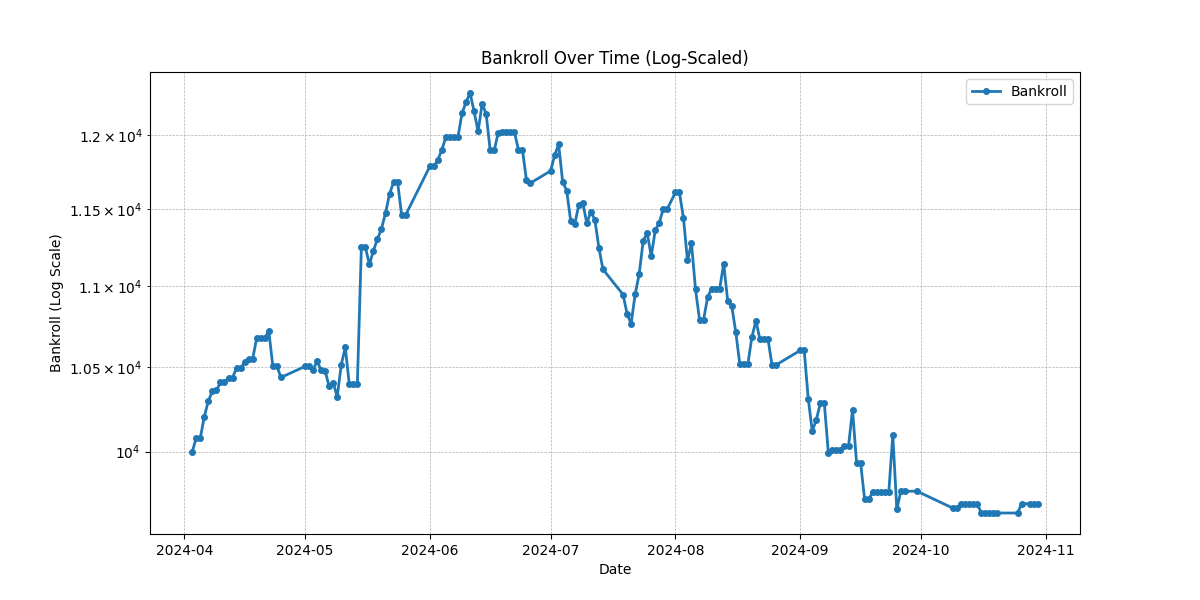 Bankroll Over Time (Log-Scaled)
Bankroll
Bankroll (Log Scale)
1.2 × 10⁴
1.15 × 10⁴
1.1 × 10⁴
1.05 × 10⁴
10⁴
2024-04 2024-05 2024-06 2024-07 2024-08 2024-09 2024-10 2024-11
Date